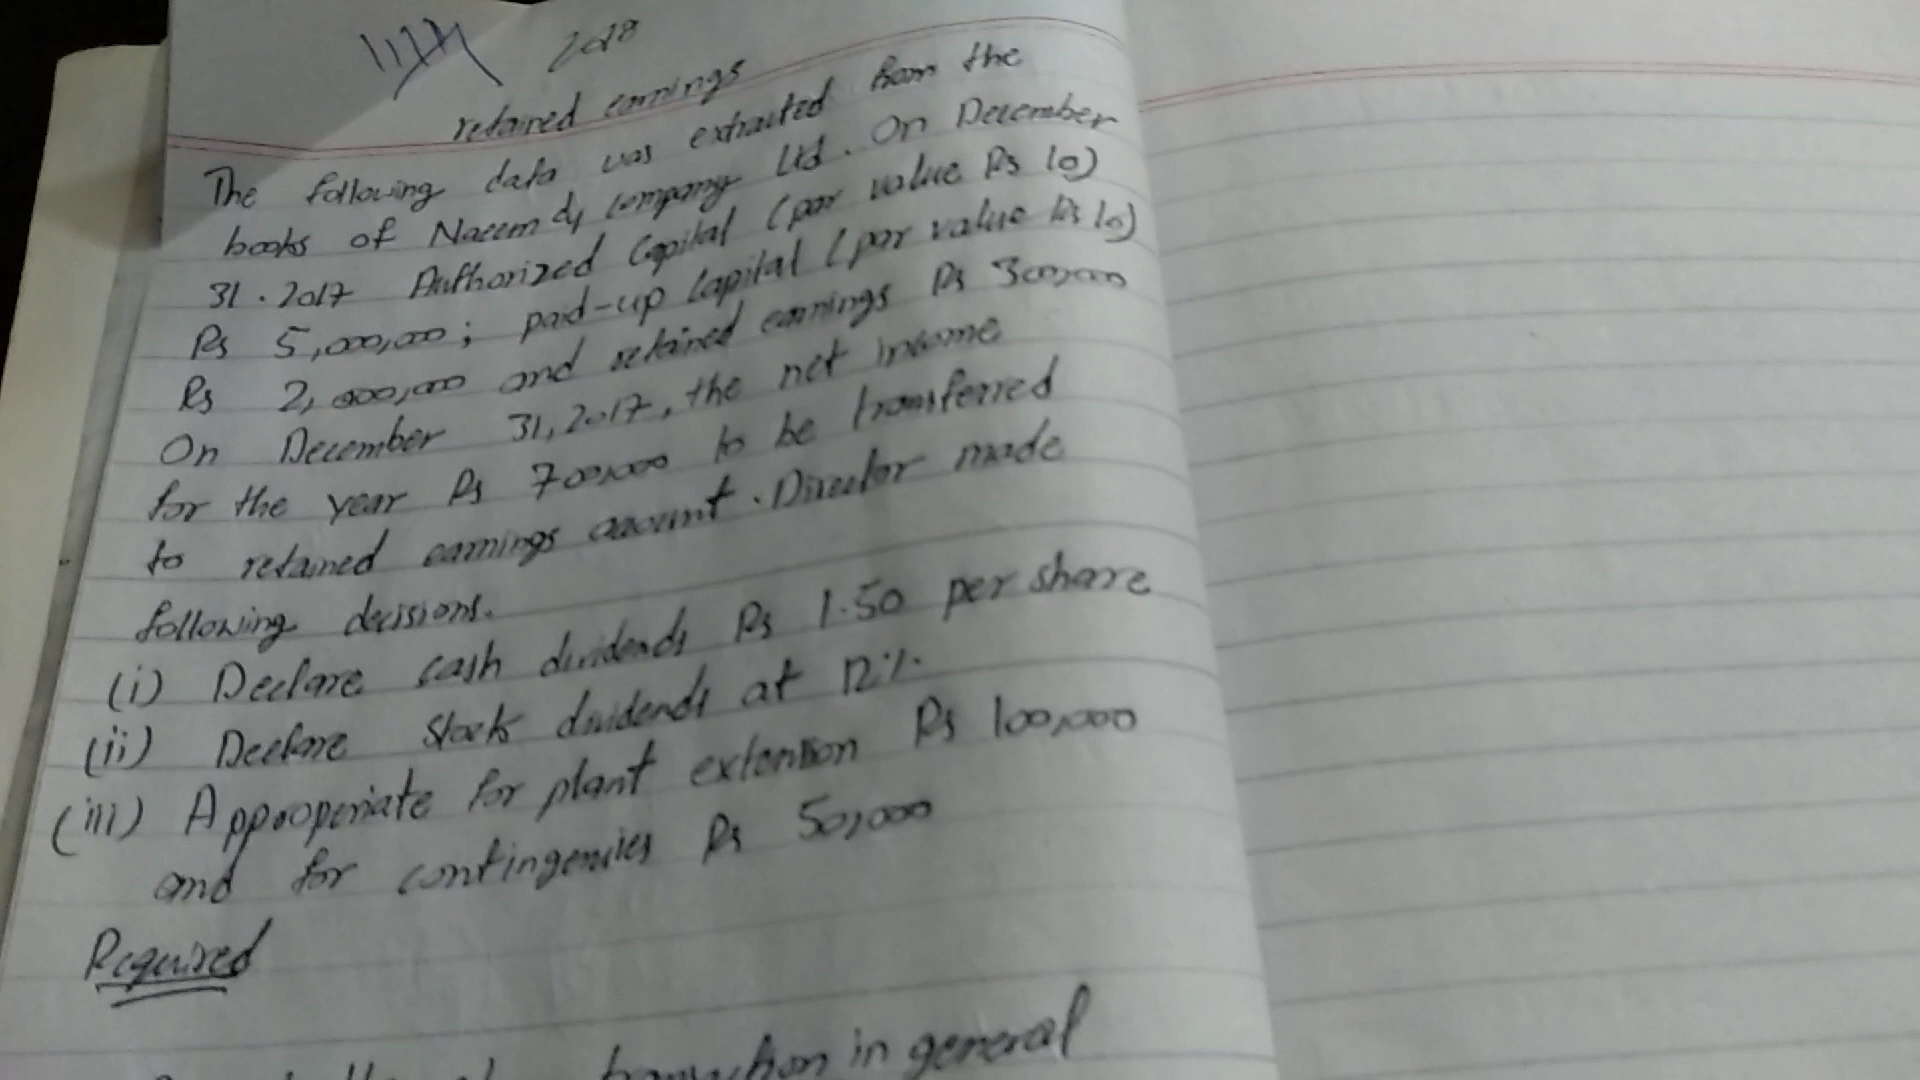 2018
retained earnings
The following data was extracted from the
books of Naeem dy company Ltd. On December
31.2017 Authorized Capital (par value Rs 10)
Rs 5,000,000; paid-up Capital (par value Rs 10)
Rs 2,000,000 and retained earnings Rs 300,000
On December 31, 2017, the net income
for the year Rs 700,000 to be transferred
to retained earnings account. Director made
following decisions.
(i) Declare cash dividends Rs 1.50 per share
(ii) Declare Stock dividends at 12%.
(iii) Appropriate for plant extention Rs 100,000
and for contingencies Rs 50,000
Required
transaction in general